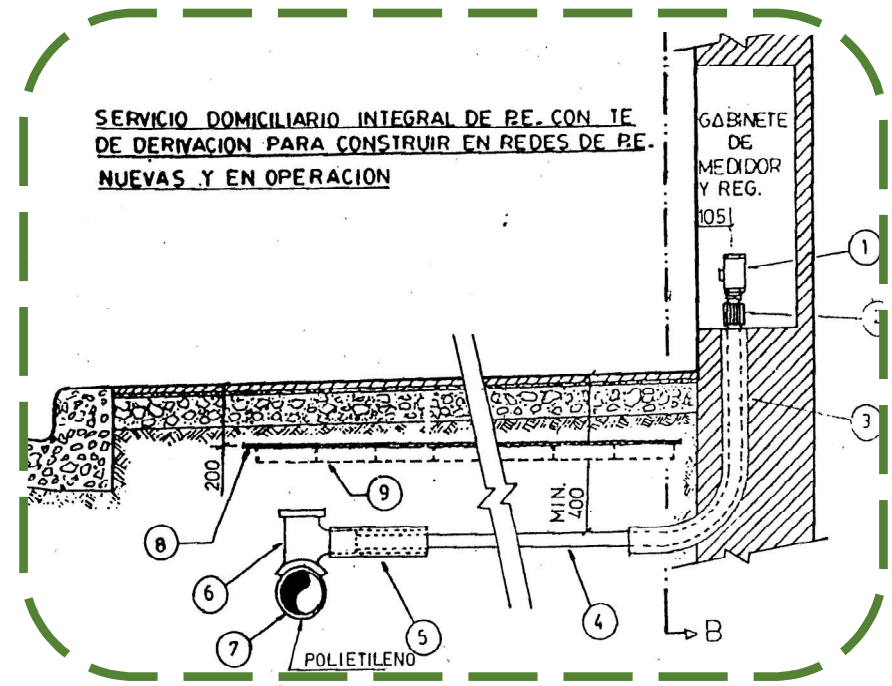 SERVICIO DOMICILIARIO INTEGRAL DE P.E. CON TE
DE DERIVACION PARA CONSTRUIR EN REDES DE P.E.
NUEVAS Y EN OPERACION
GABINETE
DE
MEDIDOR
Y REG.
105
1
3
200
9
MIN.
400
8
6
7
5
4
B
POLIETILENO